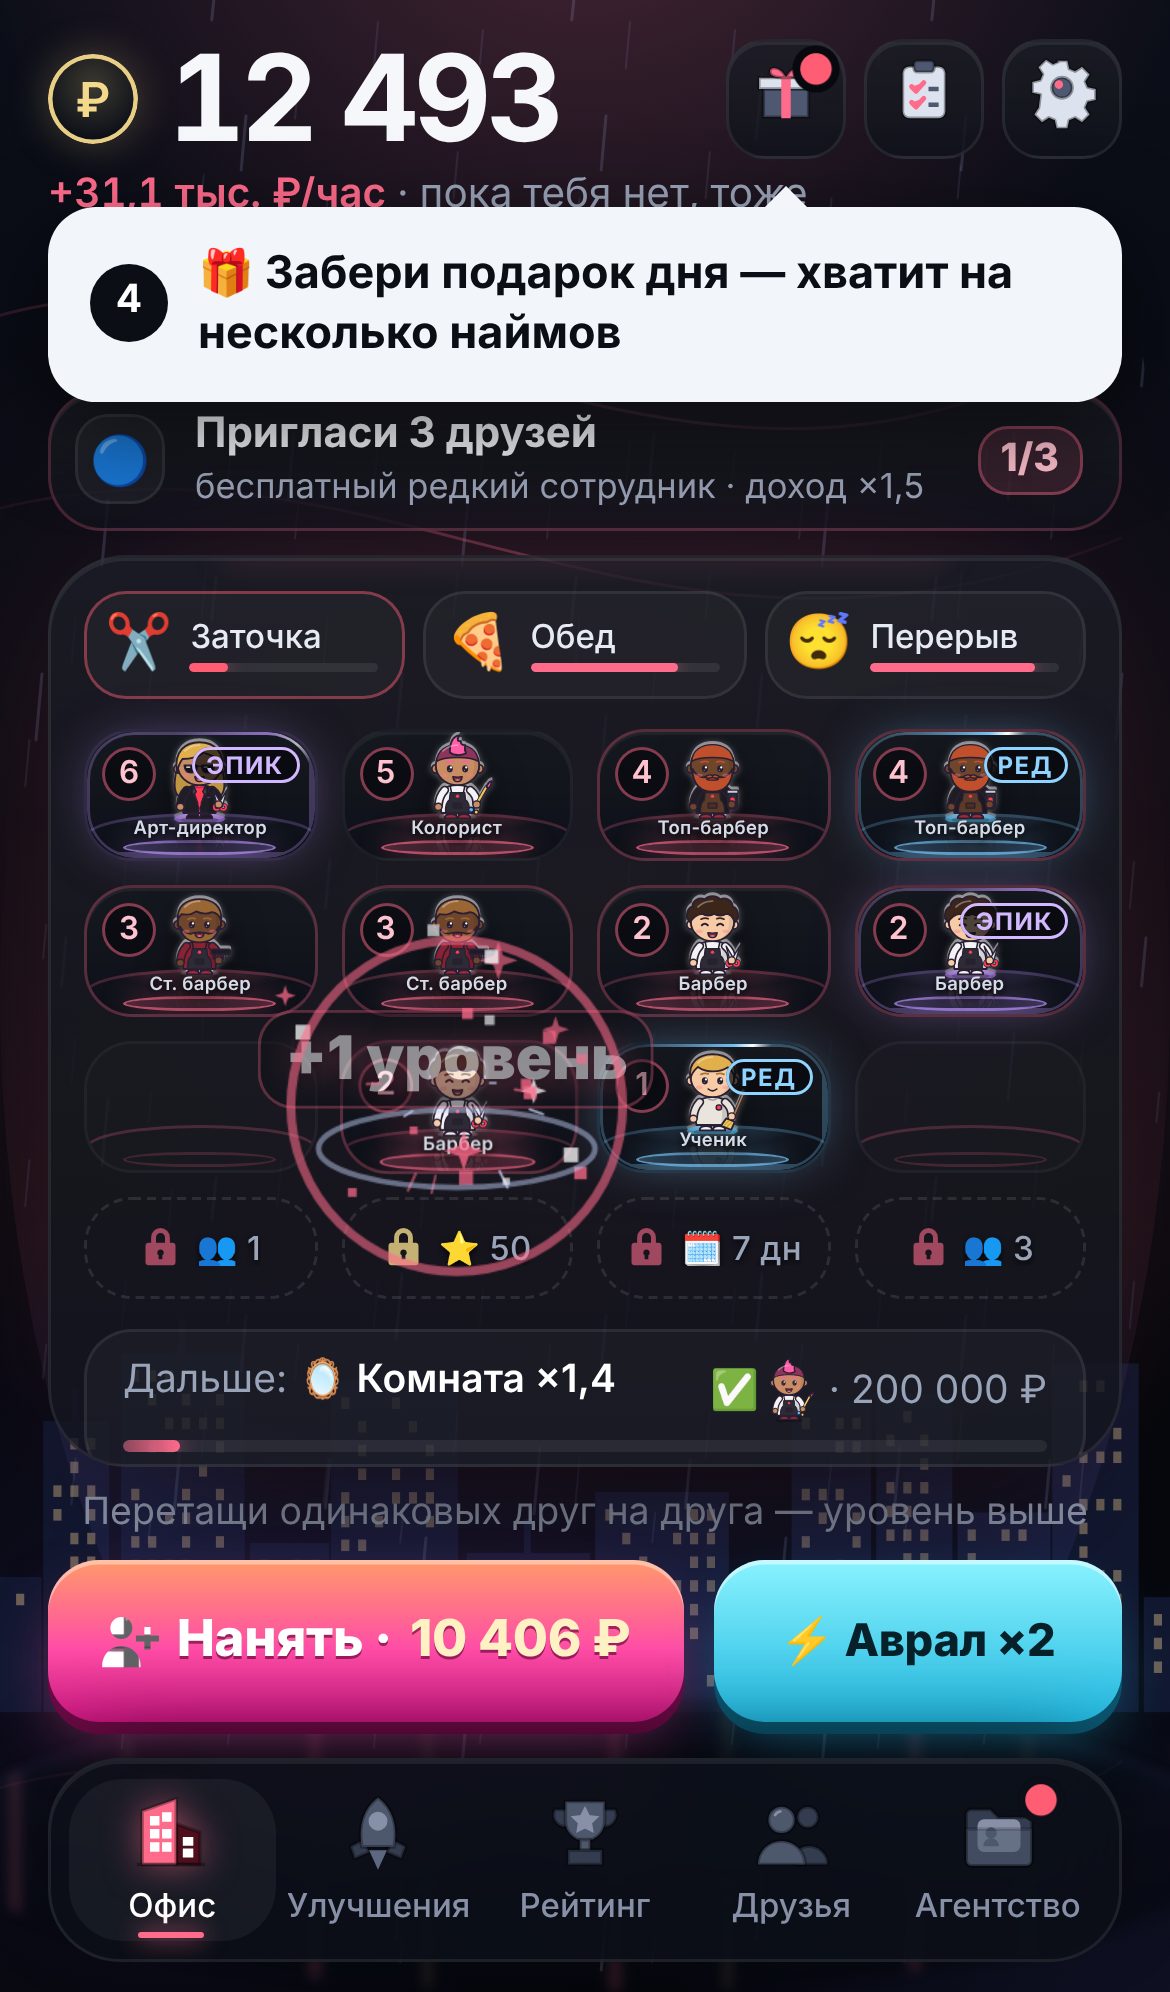 ₽ 12 493
+31,1 тыс. ₽/час · пока тебя нет, тоже
4
🎁 Забери подарок дня — хватит на
несколько наймов
Пригласи 3 друзей
бесплатный редкий сотрудник · доход ×1,5
1/3
Заточка
Обед
Перерыв
6 ЭПИК
Арт-директор
5
Колорист
4
Топ-барбер
4 РЕД
Топ-барбер
3
Ст. барбер
3
Ст. барбер
2
Барбер
2 ЭПИК
Барбер
+1 уровень
2
Барбер
1 РЕД
Ученик
👥 1
⭐ 50
🗓 7 дн
👥 3
Дальше: 🪞 Комната ×1,4
✅ · 200 000 ₽
Перетащи одинаковых друг на друга — уровень выше
Нанять · 10 406 ₽
⚡ Аврал ×2
Офис
Улучшения
Рейтинг
Друзья
Агентство